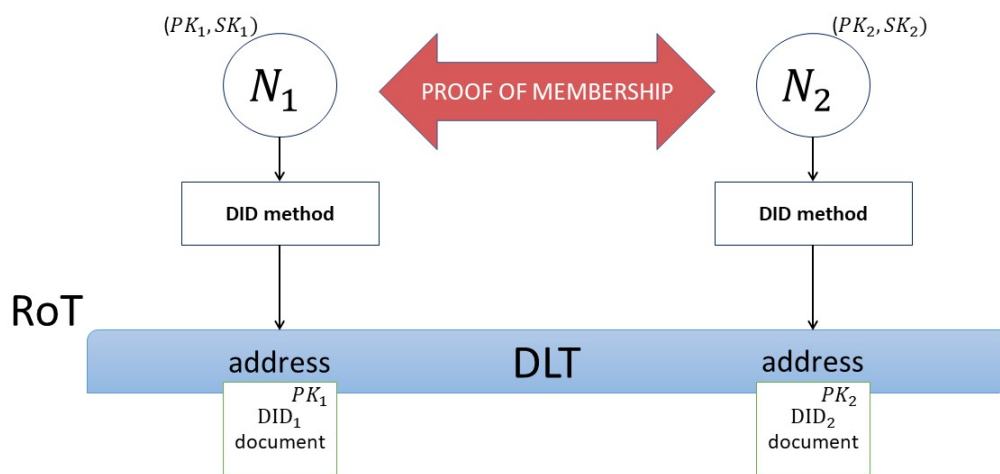 (PK₁, SK₁)
(PK₂, SK₂)
N₁
PROOF OF MEMBERSHIP
N₂
DID method
DID method
RoT
address
DLT
address
PK₁
DID₁
document
PK₂
DID₂
document